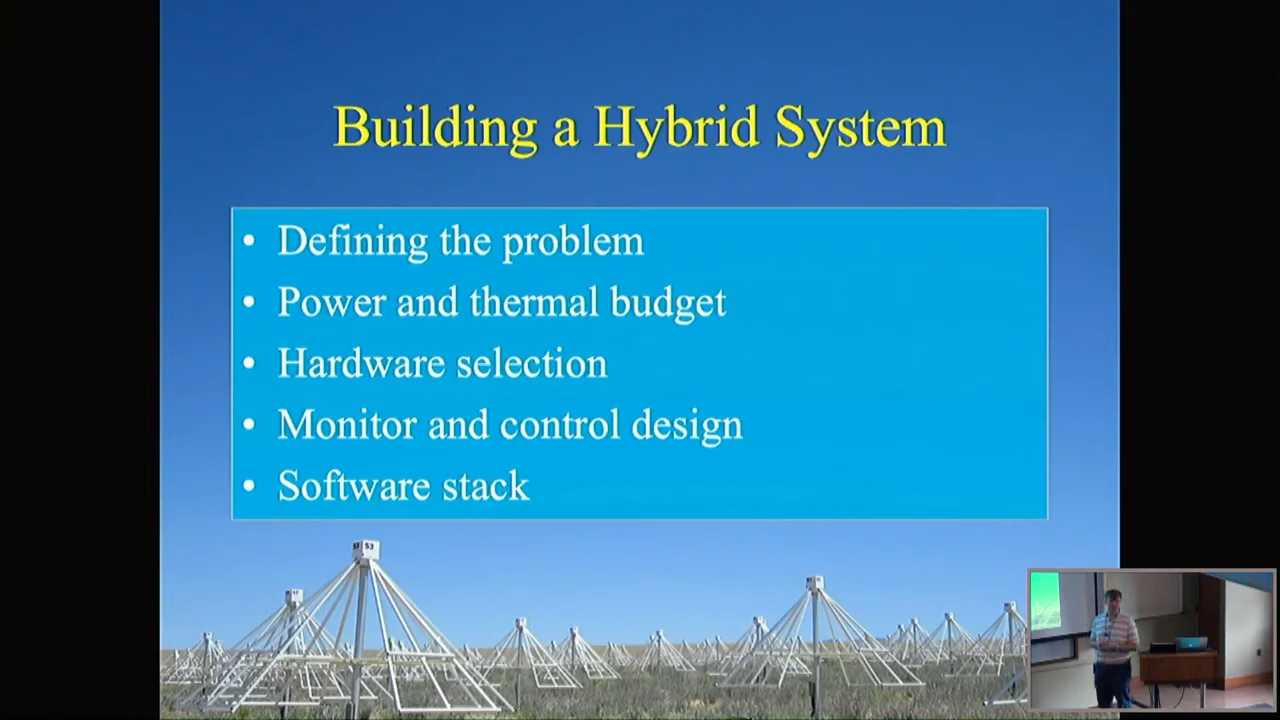 Building a Hybrid System
• Defining the problem
• Power and thermal budget
• Hardware selection
• Monitor and control design
• Software stack